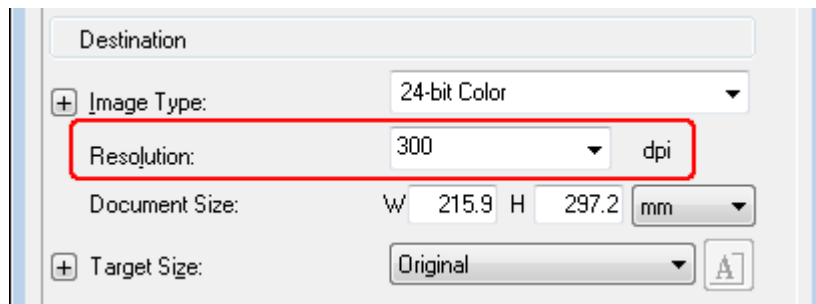 Destination
Image Type: 24-bit Color
Resolution: 300 dpi
Document Size: W 215.9 H 297.2 mm
Target Size: Original A